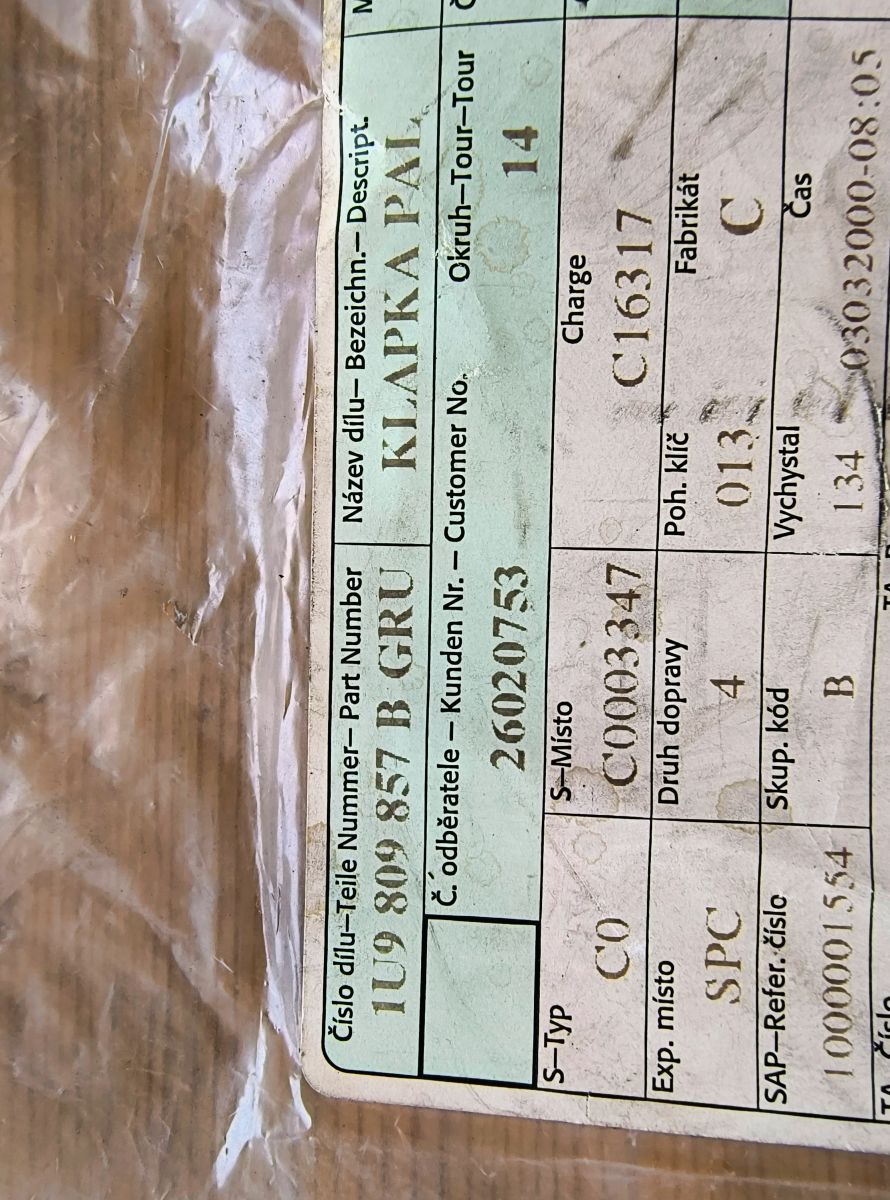 Číslo dílu–Teile Nummer– Part Number
1U9 809 857 B GRU
Název dílu– Bezeichn.– Descript.
KLAPKA PAL.
Č. odběratele – Kunden Nr. – Customer No.
26020753
Okruh–Tour–Tour
14
S–Typ
C0
S–Místo
C0003347
Charge
C16317
Exp. místo
SPC
Druh dopravy
4
Poh. klíč
013
Fabrikát
C
SAP–Refer. číslo
1000001554
Skup. kód
B
Vychystal
134
Čas
03032000-08:05